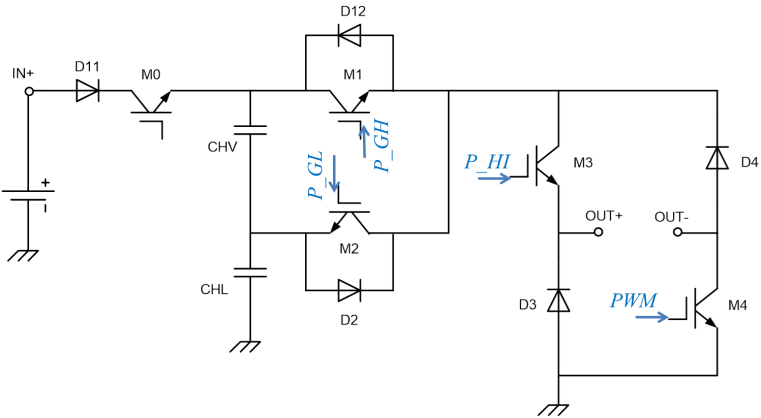 D12
D11
IN+
M0
M1
CHV
P_GH
P_GL
P_HI
M3
D4
OUT+
OUT-
M2
CHL
D2
D3
PWM
M4
+
-